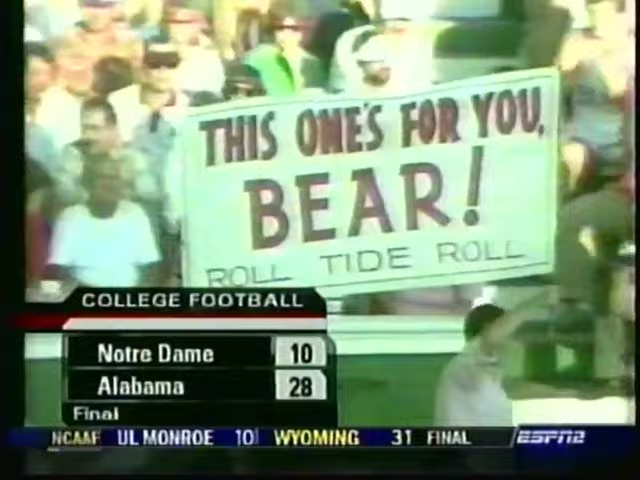 THIS ONE'S FOR YOU,
BEAR!
ROLL TIDE ROLL
COLLEGE FOOTBALL
Notre Dame 10
Alabama 28
Final
NCAAF UL MONROE 10 WYOMING 31 FINAL ESPN2